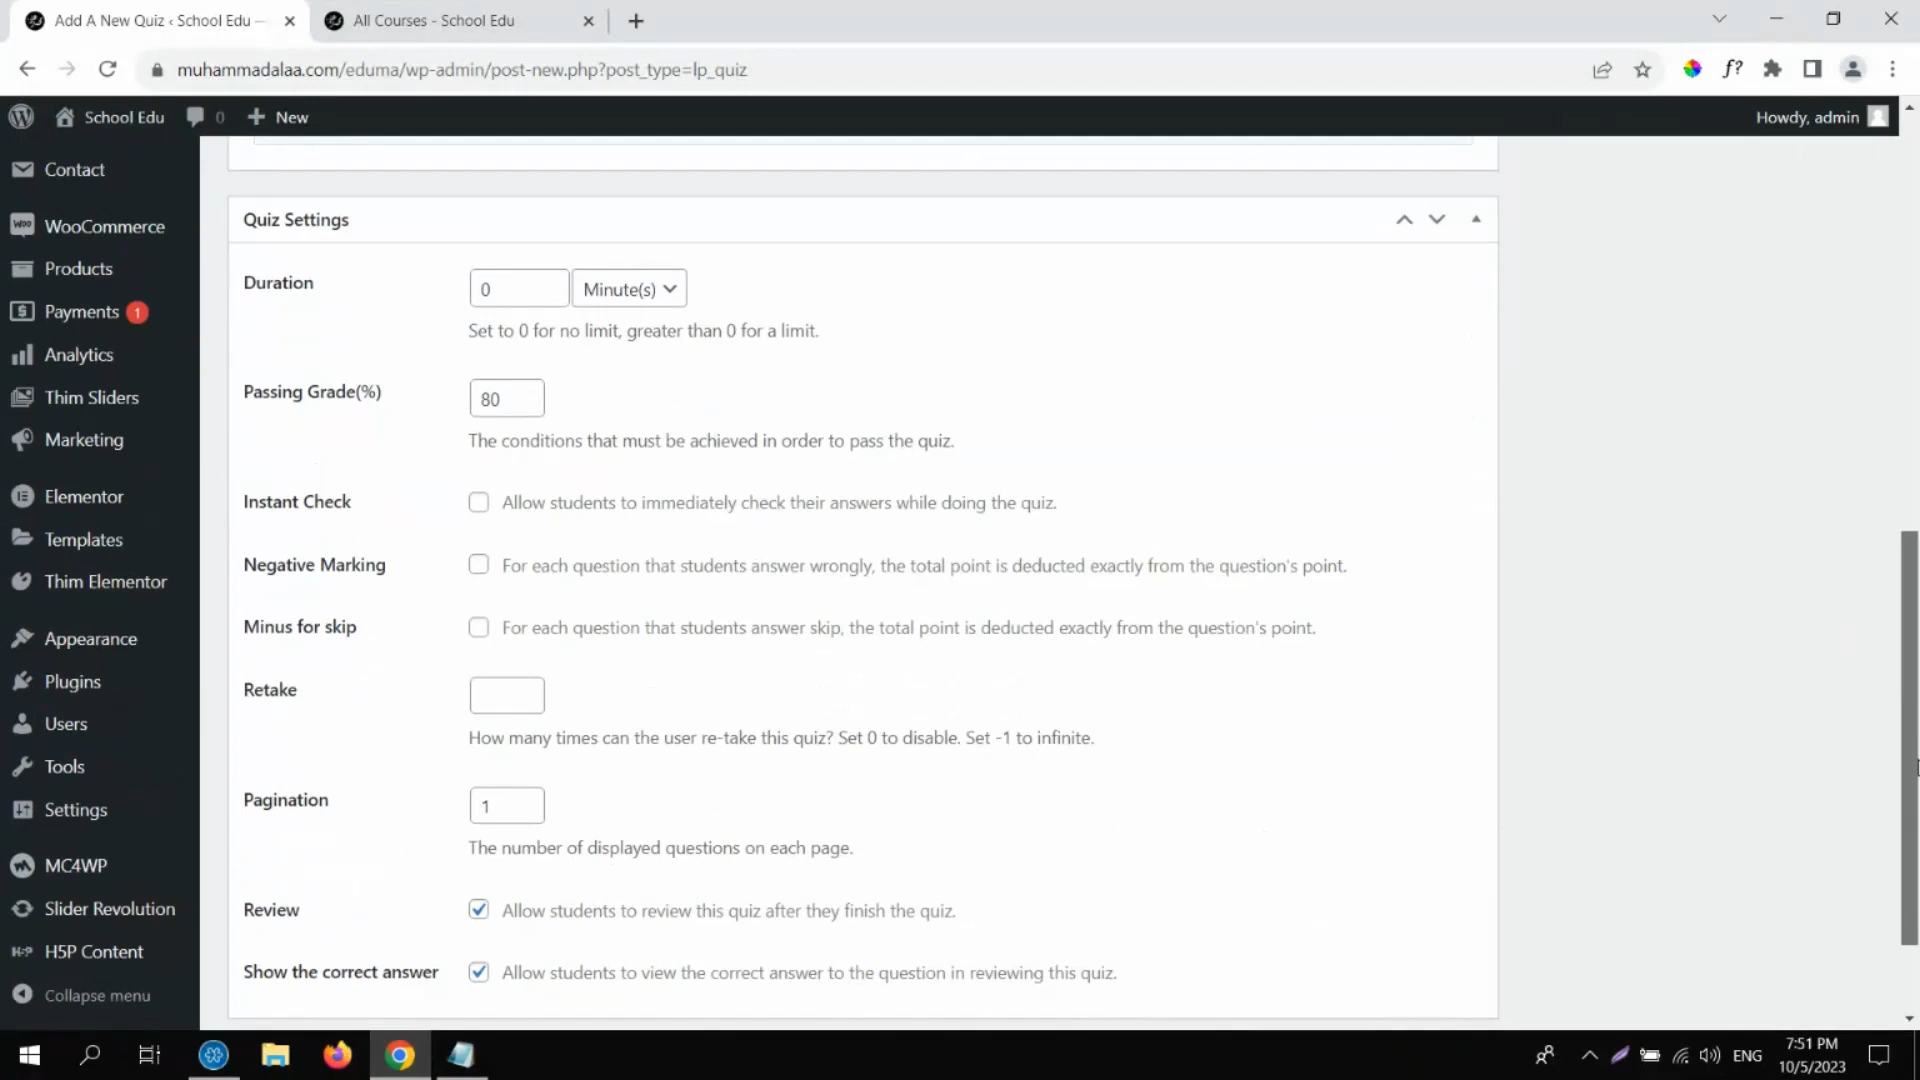 Add A New Quiz ‹ School Edu —
All Courses - School Edu
muhammadalaa.com/eduma/wp-admin/post-new.php?post_type=lp_quiz
f?
School Edu
0
New
Howdy, admin
Contact
WooCommerce
Products
Payments 1
Analytics
Thim Sliders
Marketing
Elementor
Templates
Thim Elementor
Appearance
Plugins
Users
Tools
Settings
MC4WP
Slider Revolution
H5P Content
Collapse menu
Quiz Settings
Duration
0
Minute(s)
Set to 0 for no limit, greater than 0 for a limit.
Passing Grade(%)
80
The conditions that must be achieved in order to pass the quiz.
Instant Check
Allow students to immediately check their answers while doing the quiz.
Negative Marking
For each question that students answer wrongly, the total point is deducted exactly from the question's point.
Minus for skip
For each question that students answer skip, the total point is deducted exactly from the question's point.
Retake
How many times can the user re-take this quiz? Set 0 to disable. Set -1 to infinite.
Pagination
1
The number of displayed questions on each page.
Review
Allow students to review this quiz after they finish the quiz.
Show the correct answer
Allow students to view the correct answer to the question in reviewing this quiz.
ENG
7:51 PM
10/5/2023